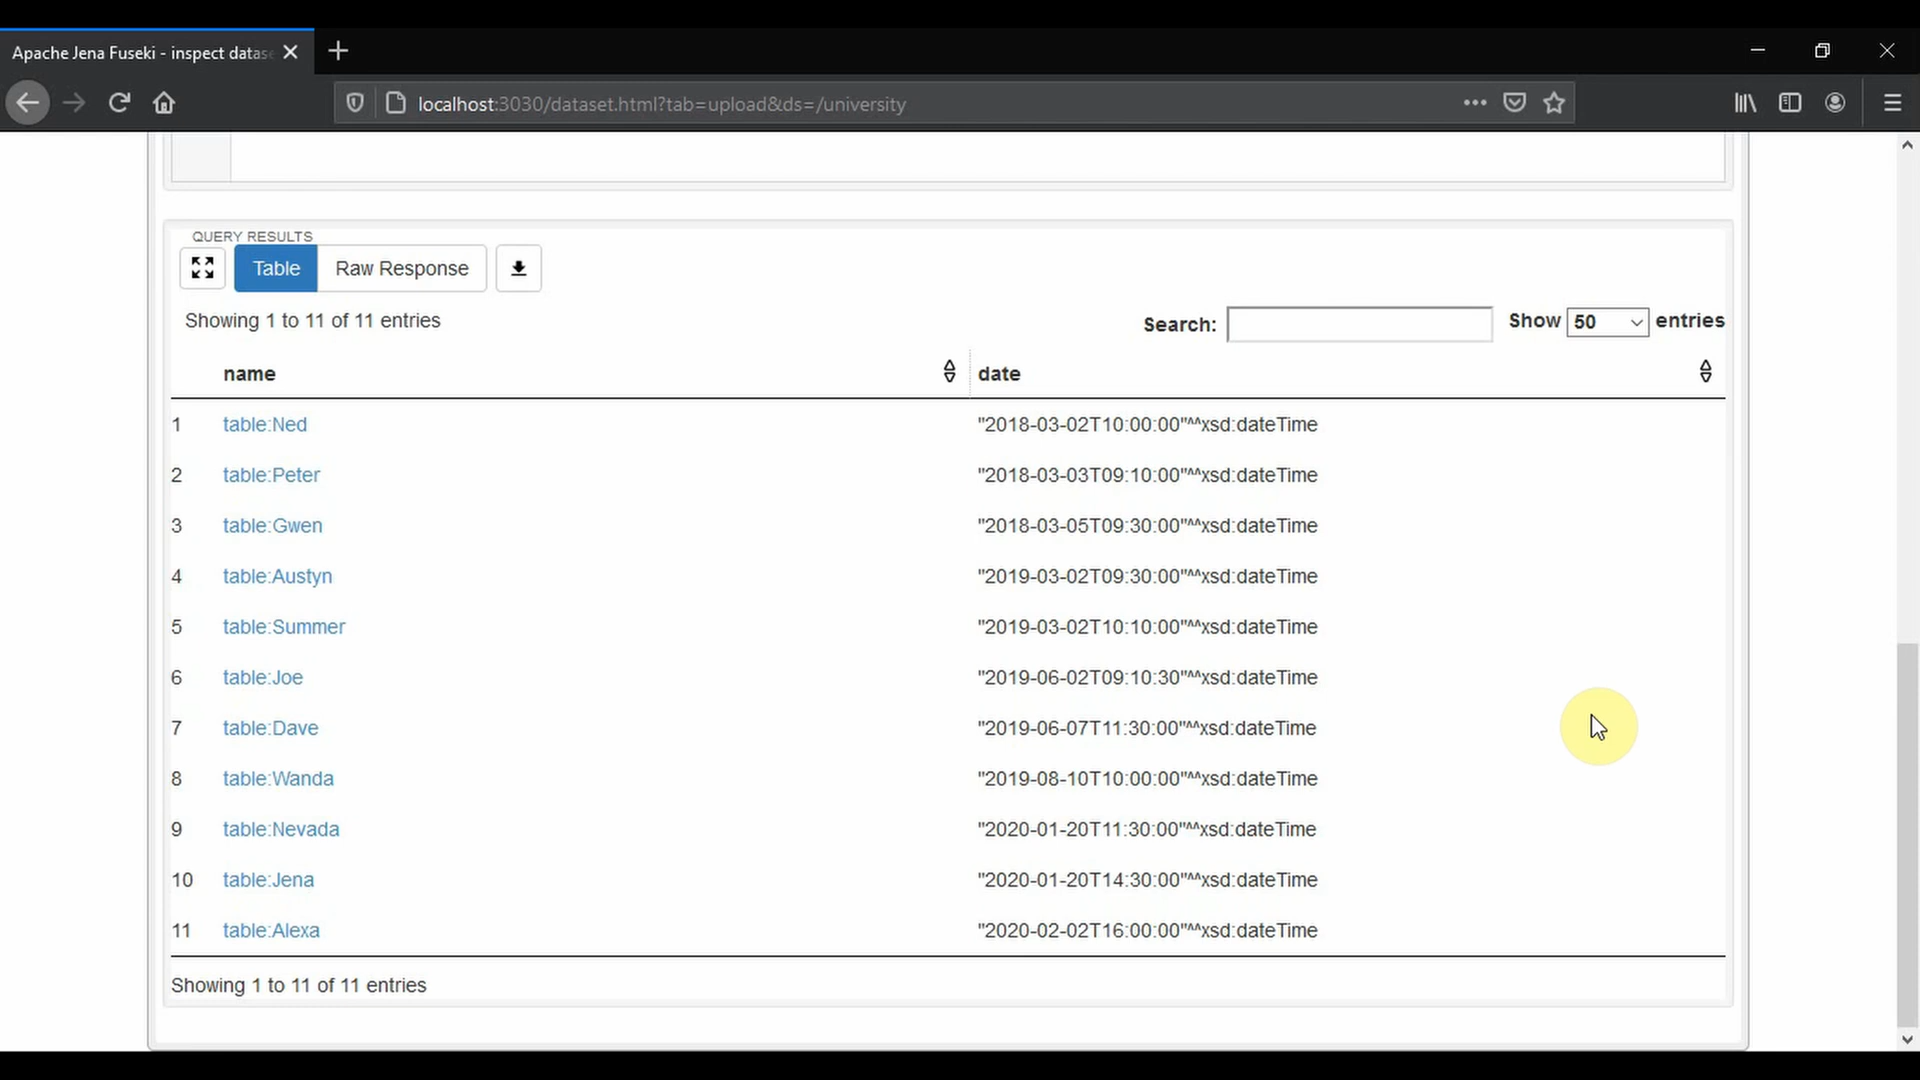 Apache Jena Fuseki - inspect datas
localhost:3030/dataset.html?tab=upload&ds=/university
QUERY RESULTS
Table Raw Response
Showing 1 to 11 of 11 entries Search: Show 50 entries
name date
1 table:Ned "2018-03-02T10:00:00"^^xsd:dateTime
2 table:Peter "2018-03-03T09:10:00"^^xsd:dateTime
3 table:Gwen "2018-03-05T09:30:00"^^xsd:dateTime
4 table:Austyn "2019-03-02T09:30:00"^^xsd:dateTime
5 table:Summer "2019-03-02T10:10:00"^^xsd:dateTime
6 table:Joe "2019-06-02T09:10:30"^^xsd:dateTime
7 table:Dave "2019-06-07T11:30:00"^^xsd:dateTime
8 table:Wanda "2019-08-10T10:00:00"^^xsd:dateTime
9 table:Nevada "2020-01-20T11:30:00"^^xsd:dateTime
10 table:Jena "2020-01-20T14:30:00"^^xsd:dateTime
11 table:Alexa "2020-02-02T16:00:00"^^xsd:dateTime
Showing 1 to 11 of 11 entries